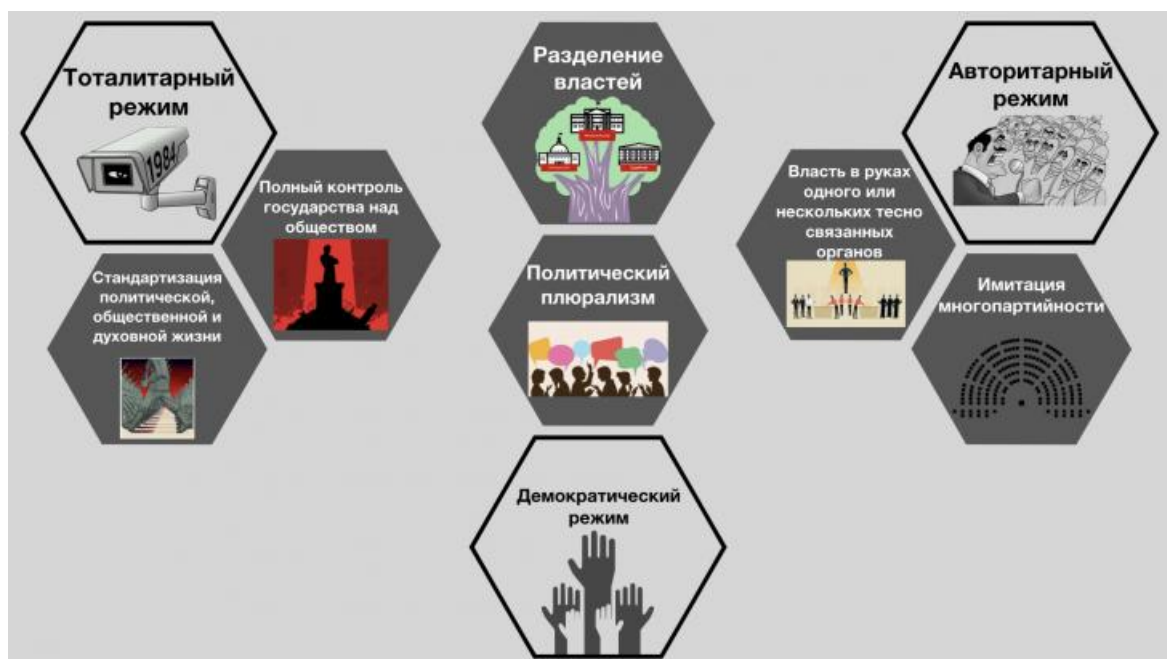 Тоталитарный
режим
1984
Полный контроль
государства над
обществом
Стандартизация
политической,
общественной и
духовной жизни
Разделение
властей
Политический
плюрализм
Демократический
режим
Авторитарный
режим
Власть в руках
одного или
нескольких тесно
связанных
органов
Имитация
многопартийности